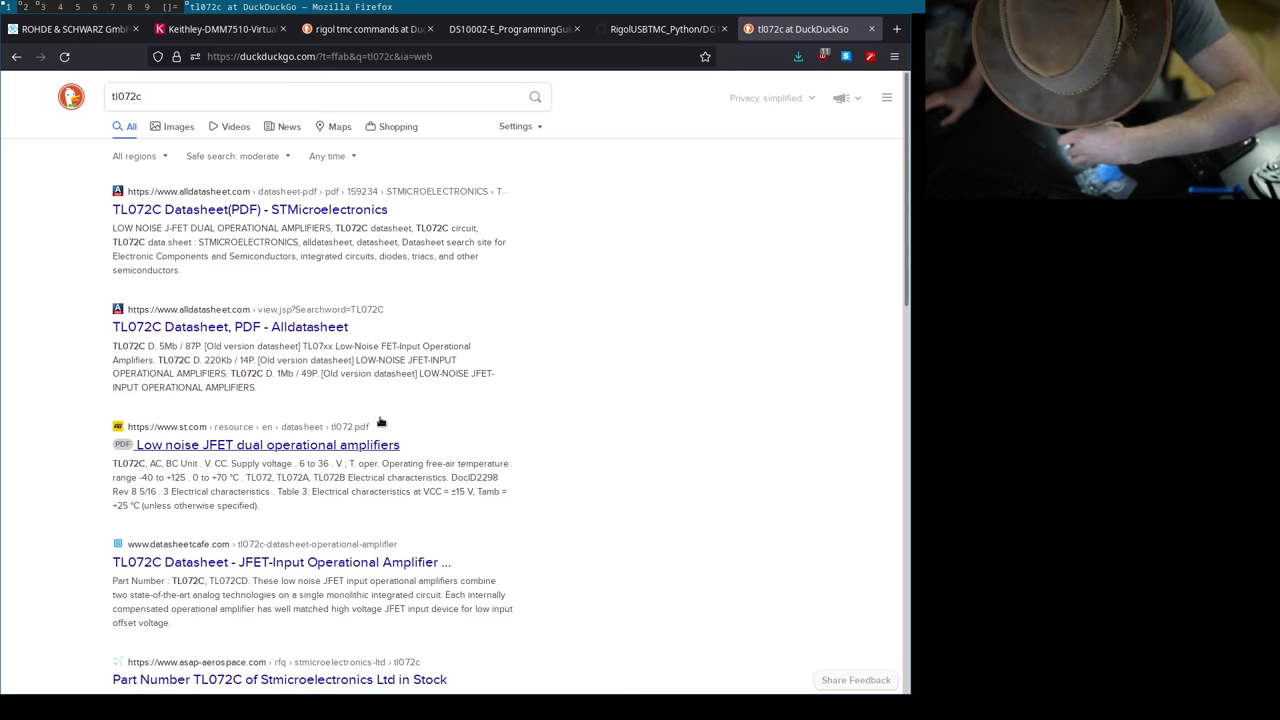 1 2 3 4 5 6 7 8 9 []= tl072c at DuckDuckGo — Mozilla Firefox
ROHDE & SCHWARZ GmbH
Keithley-DMM7510-Virtua
rigol tmc commands at Du
DS1000Z-E_ProgrammingGui
RigolUSBTMC_Python/DG1
tl072c at DuckDuckGo
https://duckduckgo.com/?t=ffab&q=tl072c&ia=web
11
tl072c
Privacy, simplified.
All
Images
Videos
News
Maps
Shopping
Settings
All regions
Safe search: moderate
Any time
https://www.alldatasheet.com › datasheet-pdf › pdf › 159234 › STMICROELECTRONICS › T...
TL072C Datasheet(PDF) - STMicroelectronics
LOW NOISE J-FET DUAL OPERATIONAL AMPLIFIERS, TL072C datasheet, TL072C circuit,
TL072C data sheet : STMICROELECTRONICS, alldatasheet, datasheet, Datasheet search site for
Electronic Components and Semiconductors, integrated circuits, diodes, triacs, and other
semiconductors.
https://www.alldatasheet.com › view.jsp?Searchword=TL072C
TL072C Datasheet, PDF - Alldatasheet
TL072C D. 5Mb / 87P. [Old version datasheet] TL07xx Low-Noise FET-Input Operational
Amplifiers. TL072C D. 220Kb / 14P. [Old version datasheet] LOW-NOISE JFET-INPUT
OPERATIONAL AMPLIFIERS. TL072C D. 1Mb / 49P. [Old version datasheet] LOW-NOISE JFET-
INPUT OPERATIONAL AMPLIFIERS.
https://www.st.com › resource › en › datasheet › tl072.pdf
PDF Low noise JFET dual operational amplifiers
TL072C, AC, BC Unit . V. CC. Supply voltage . 6 to 36 . V ; T. oper. Operating free-air temperature
range -40 to +125 . 0 to +70 °C . TL072, TL072A, TL072B Electrical characteristics. DocID2298
Rev 8 5/16 . 3 Electrical characteristics . Table 3: Electrical characteristics at VCC = ±15 V, Tamb =
+25 °C (unless otherwise specified).
www.datasheetcafe.com › tl072c-datasheet-operational-amplifier
TL072C Datasheet - JFET-Input Operational Amplifier ...
Part Number : TL072C, TL072CD. These low noise JFET input operational amplifiers combine
two state-of-the-art analog technologies on a single monolithic integrated circuit. Each internally
compensated operational amplifier has well matched high voltage JFET input device for low input
offset voltage.
https://www.asap-aerospace.com › rfq › stmicroelectronics-ltd › tl072c
Part Number TL072C of Stmicroelectronics Ltd in Stock
Share Feedback